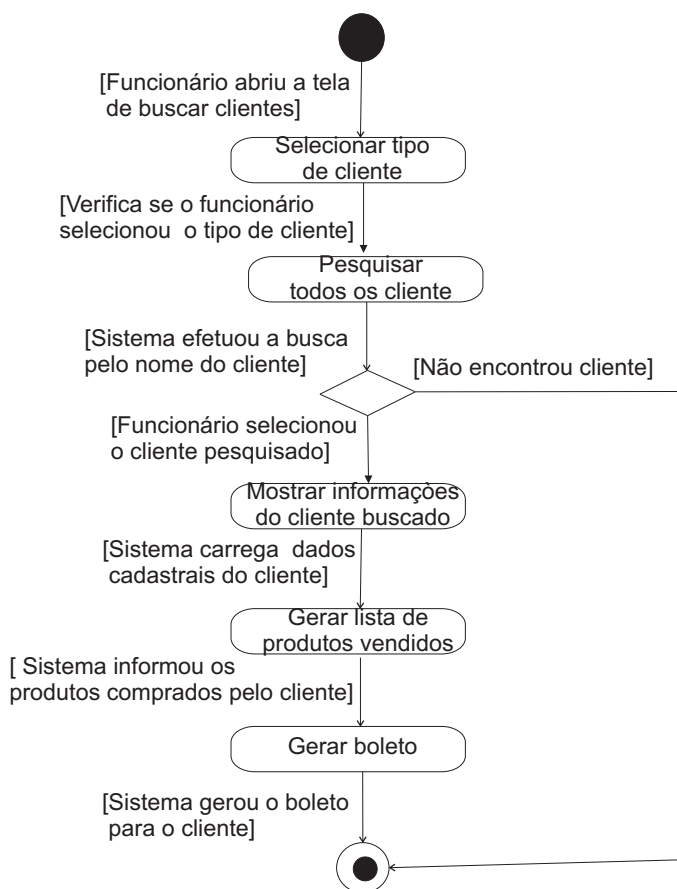 [Funcionário abriu a tela
de buscar clientes]
Selecionar tipo
de cliente
[Verifica se o funcionário
selecionou o tipo de cliente]
Pesquisar
todos os cliente
[Sistema efetuou a busca
pelo nome do cliente]
[Não encontrou cliente]
[Funcionário selecionou
o cliente pesquisado]
Mostrar informações
do cliente buscado
[Sistema carrega dados
cadastrais do cliente]
Gerar lista de
produtos vendidos
[ Sistema informou os
produtos comprados pelo cliente]
Gerar boleto
[Sistema gerou o boleto
para o cliente]